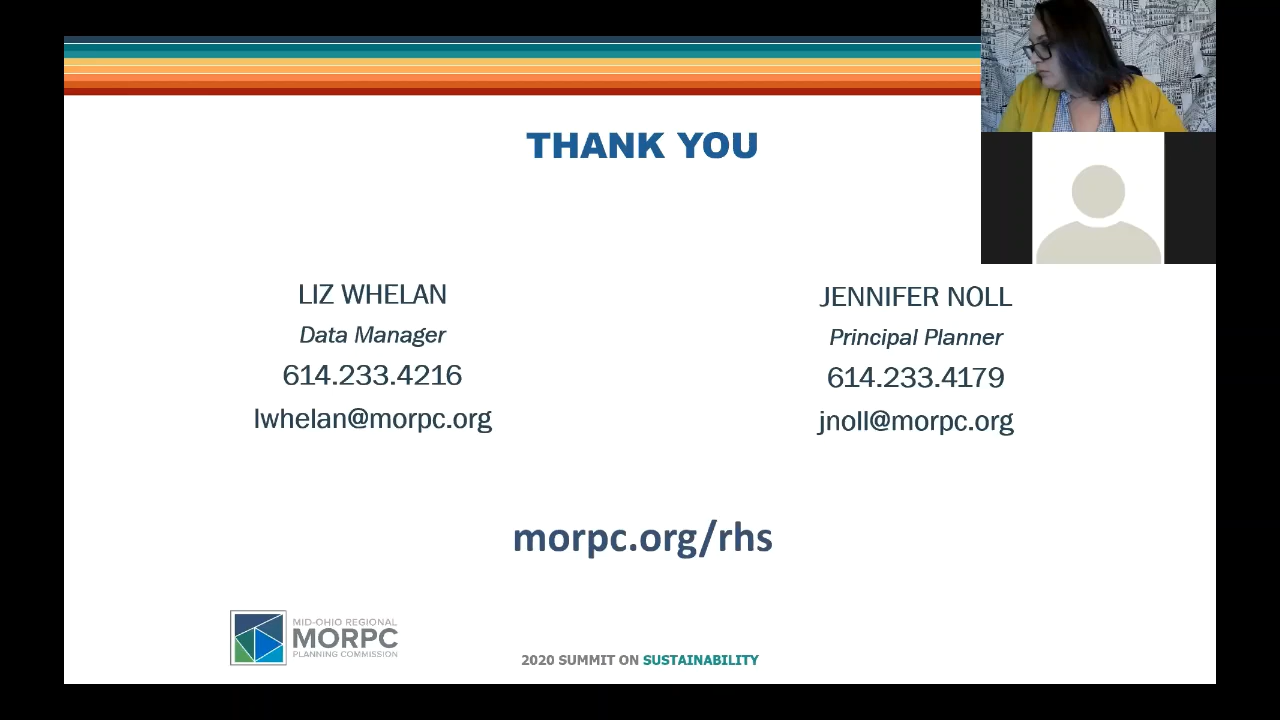 THANK YOU
LIZ WHELAN
Data Manager
614.233.4216
lwhelan@morpc.org
JENNIFER NOLL
Principal Planner
614.233.4179
jnoll@morpc.org
morpc.org/rhs
MID-OHIO REGIONAL
MORPC
PLANNING COMMISSION
2020 SUMMIT ON SUSTAINABILITY